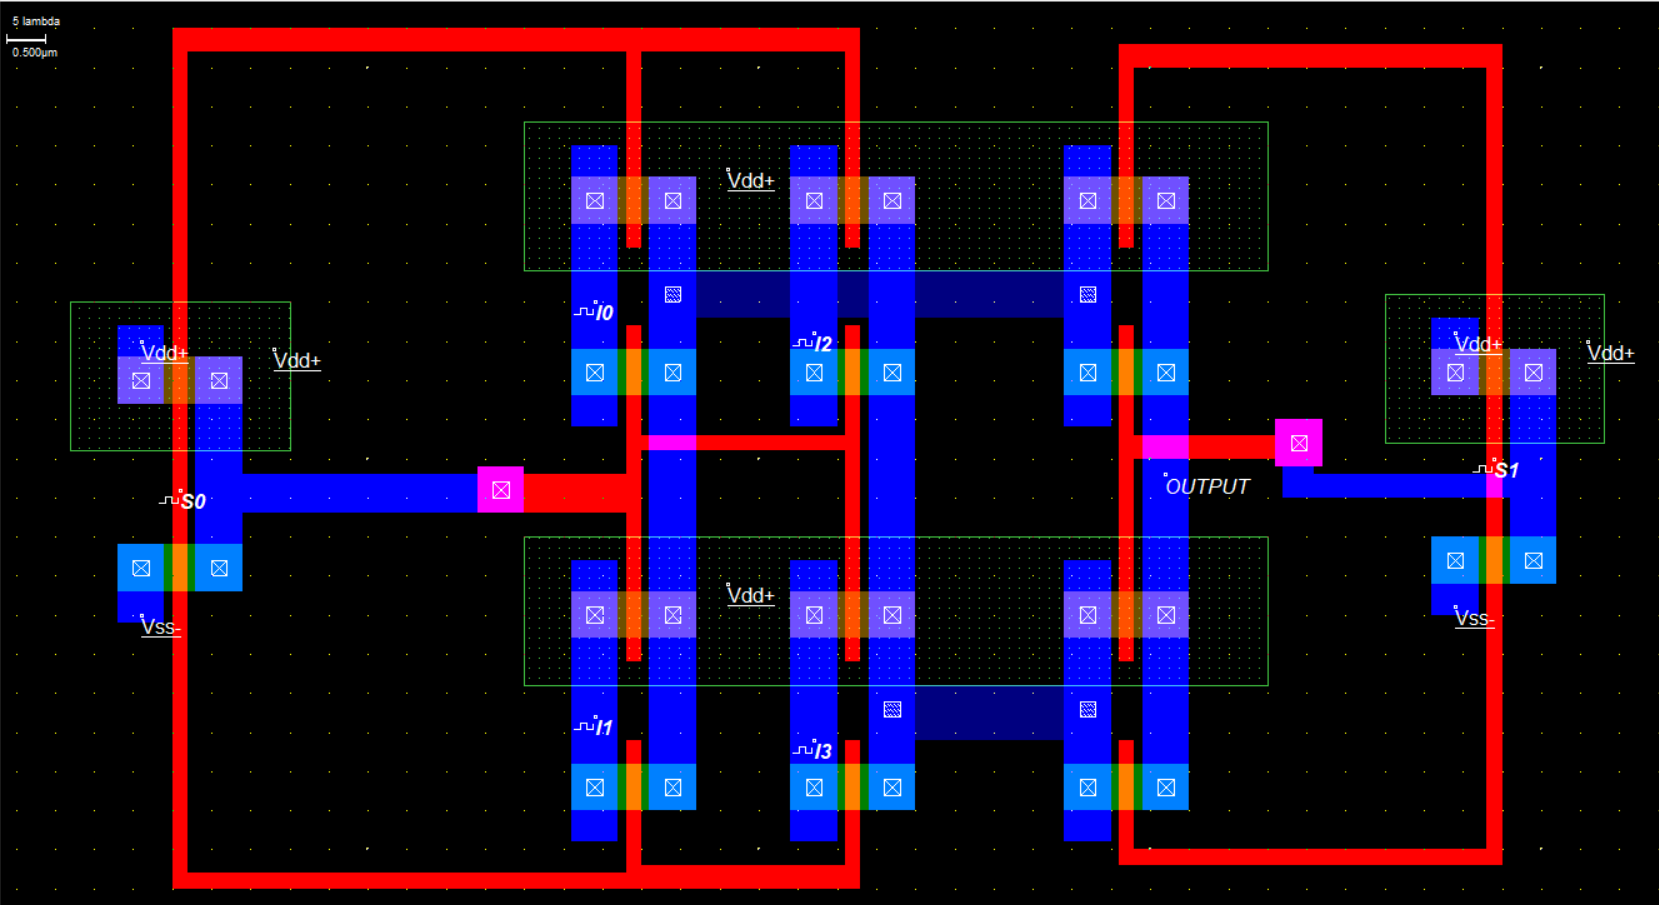 5 lambda
0.500µm
Vdd+
I0
I2
Vdd+
Vdd+
Vdd+
Vdd+
S0
S1
OUTPUT
Vdd+
Vss-
Vss-
I1
I3